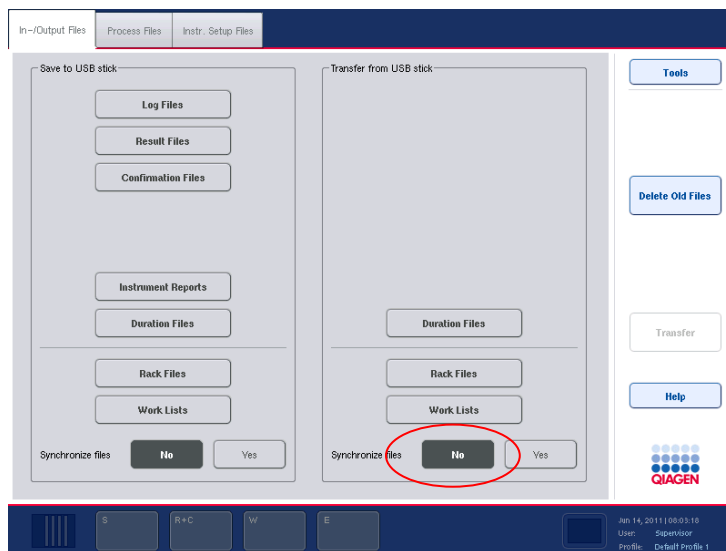 In-/Output Files
Process Files
Instr. Setup Files
Save to USB stick
Log Files
Result Files
Confirmation Files
Instrument Reports
Duration Files
Rack Files
Work Lists
Synchronize files
No
Yes
Transfer from USB stick
Duration Files
Rack Files
Work Lists
Synchronize files
No
Yes
Tools
Delete Old Files
Transfer
Help
QIAGEN
S
R+C
W
E
Jun 14, 2011 | 08:03:18
User: Supervisor
Profile: Default Profile 1